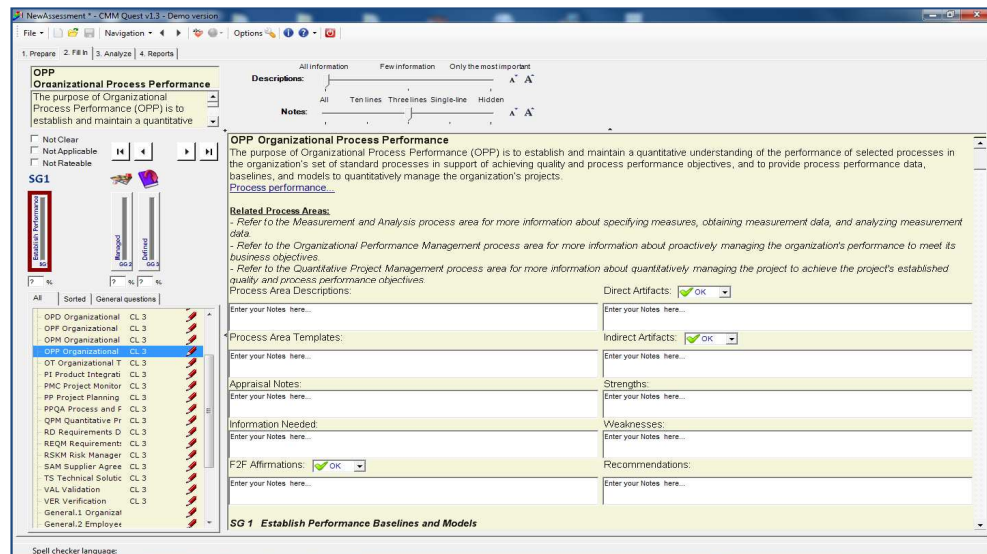 NewAssessment * - CMM Quest v1.3 - Demo version
File Navigation Options
1. Prepare 2. Fill In 3. Analyze 4. Reports
OPP
Organizational Process Performance
The purpose of Organizational
Process Performance (OPP) is to
establish and maintain a quantitative
All information Few information Only the most important
Descriptions: A A
All Ten lines Three lines Single-line Hidden
Notes: A A
Not Clear
Not Applicable
Not Rateable
SG1
Establish Performance
SG1
Managed
GG 2
Defined
GG 3
? % ? % ? %
All Sorted General questions
OPD Organizational CL 3
OPF Organizational CL 3
OPM Organizational CL 3
OPP Organizational CL 3
OT Organizational T CL 3
PI Product Integrati CL 3
PMC Project Monitor CL 3
PP Project Planning CL 3
PPQA Process and F CL 3
QPM Quantitative Pr CL 3
RD Requirements D CL 3
REQM Requirement: CL 3
RSKM Risk Manager CL 3
SAM Supplier Agree CL 3
TS Technical Solutic CL 3
VAL Validation CL 3
VER Verification CL 3
General.1 Organizat
General.2 Employee
OPP Organizational Process Performance
The purpose of Organizational Process Performance (OPP) is to establish and maintain a quantitative understanding of the performance of selected processes in
the organization's set of standard processes in support of achieving quality and process performance objectives, and to provide process performance data,
baselines, and models to quantitatively manage the organization's projects.
Process performance...
Related Process Areas:
- Refer to the Measurement and Analysis process area for more information about specifying measures, obtaining measurement data, and analyzing measurement
data.
- Refer to the Organizational Performance Management process area for more information about proactively managing the organization's performance to meet its
business objectives.
- Refer to the Quantitative Project Management process area for more information about quantitatively managing the project to achieve the project's established
quality and process performance objectives.
Process Area Descriptions: Direct Artifacts: OK
Enter your Notes here... Enter your Notes here...
Process Area Templates: Indirect Artifacts: OK
Enter your Notes here... Enter your Notes here...
Appraisal Notes: Strengths:
Enter your Notes here... Enter your Notes here...
Information Needed: Weaknesses:
Enter your Notes here... Enter your Notes here...
F2F Affirmations: OK Recommendations:
Enter your Notes here... Enter your Notes here...
SG 1 Establish Performance Baselines and Models
Spell checker language: